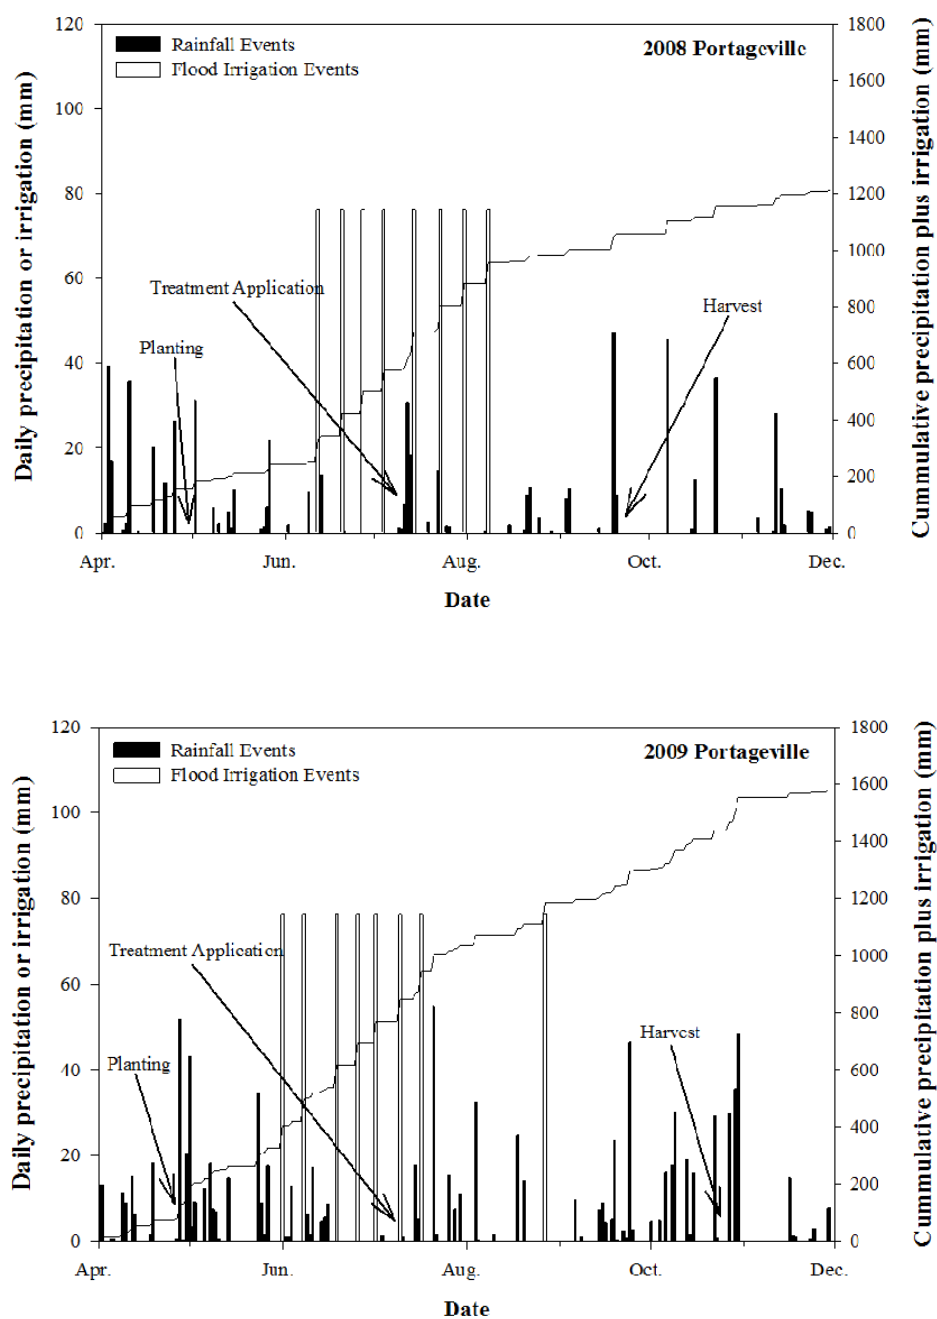 120
100
80
60
40
20
0
Daily precipitation or irrigation (mm)
Rainfall Events
Flood Irrigation Events
2008 Portageville
Treatment Application
Planting
Harvest
1800
1600
1400
1200
1000
800
600
400
200
0
Cummulative precipitation plus irrigation (mm)
Apr. Jun. Aug. Oct. Dec.
Date
120
100
80
60
40
20
0
Daily precipitation or irrigation (mm)
Rainfall Events
Flood Irrigation Events
2009 Portageville
Treatment Application
Planting
Harvest
1800
1600
1400
1200
1000
800
600
400
200
0
Cummulative precipitation plus irrigation (mm)
Apr. Jun. Aug. Oct. Dec.
Date